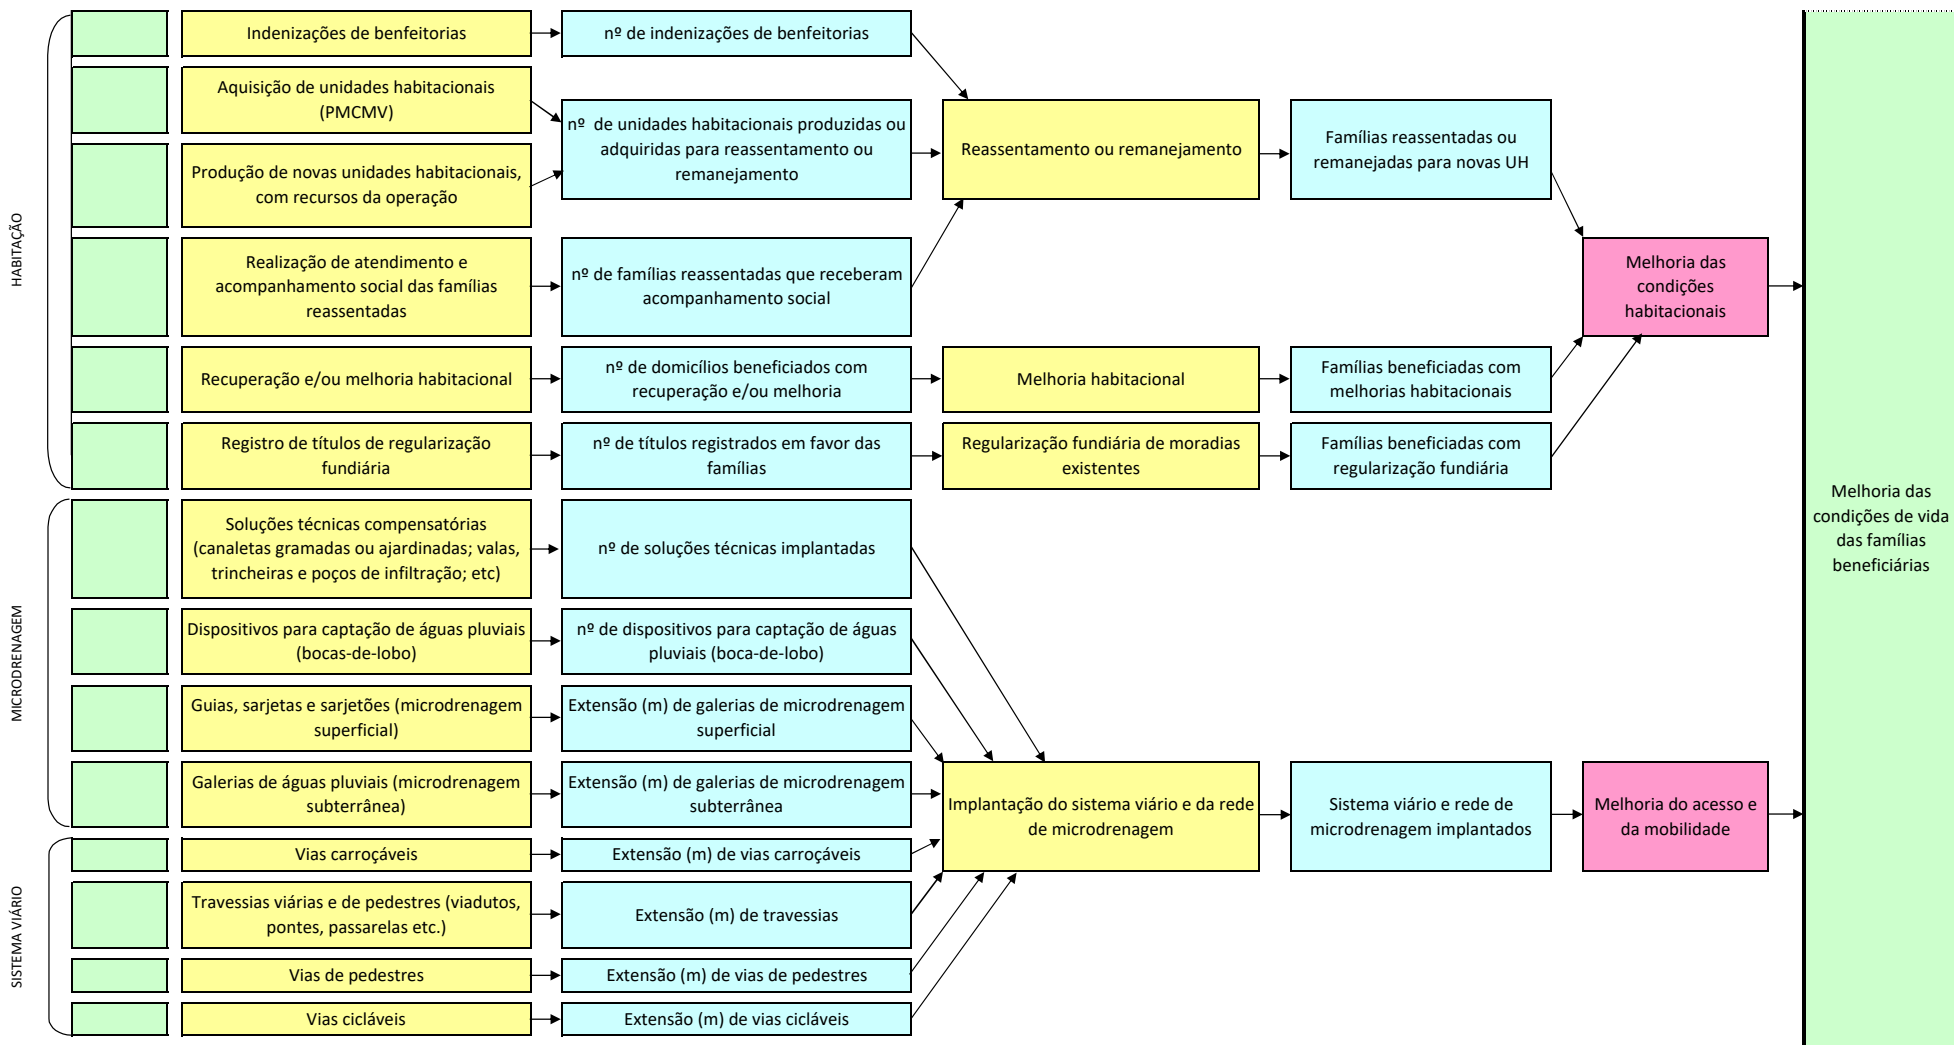 HABITAÇÃO
Indenizações de benfeitorias
nº de indenizações de benfeitorias
Aquisição de unidades habitacionais
(PMCMV)
nº  de unidades habitacionais produzidas ou
adquiridas para reassentamento ou
remanejamento
Reassentamento ou remanejamento
Famílias reassentadas ou
remanejadas para novas UH
Produção de novas unidades habitacionais,
com recursos da operação
Realização de atendimento e
acompanhamento social das famílias
reassentadas
nº de famílias reassentadas que receberam
acompanhamento social
Melhoria das
condições
habitacionais
Recuperação e/ou melhoria habitacional
nº de domicílios beneficiados com
recuperação e/ou melhoria
Melhoria habitacional
Famílias beneficiadas com
melhorias habitacionais
Registro de títulos de regularização
fundiária
nº de títulos registrados em favor das
famílias
Regularização fundiária de moradias
existentes
Famílias beneficiadas com
regularização fundiária
Melhoria das
condições de vida
das famílias
beneficiárias
MICRODRENAGEM
Soluções técnicas compensatórias
(canaletas gramadas ou ajardinadas; valas,
trincheiras e poços de infiltração; etc)
nº de soluções técnicas implantadas
Dispositivos para captação de águas pluviais
(bocas-de-lobo)
nº de dispositivos para captação de águas
pluviais (boca-de-lobo)
Guias, sarjetas e sarjetões (microdrenagem
superficial)
Extensão (m) de galerias de microdrenagem
superficial
Galerias de águas pluviais (microdrenagem
subterrânea)
Extensão (m) de galerias de microdrenagem
subterrânea
Implantação do sistema viário e da rede
de microdrenagem
Sistema viário e rede de
microdrenagem implantados
Melhoria do acesso e
da mobilidade
SISTEMA VIÁRIO
Vias carroçáveis
Extensão (m) de vias carroçáveis
Travessias viárias e de pedestres (viadutos,
pontes, passarelas etc.)
Extensão (m) de travessias
Vias de pedestres
Extensão (m) de vias de pedestres
Vias cicláveis
Extensão (m) de vias cicláveis